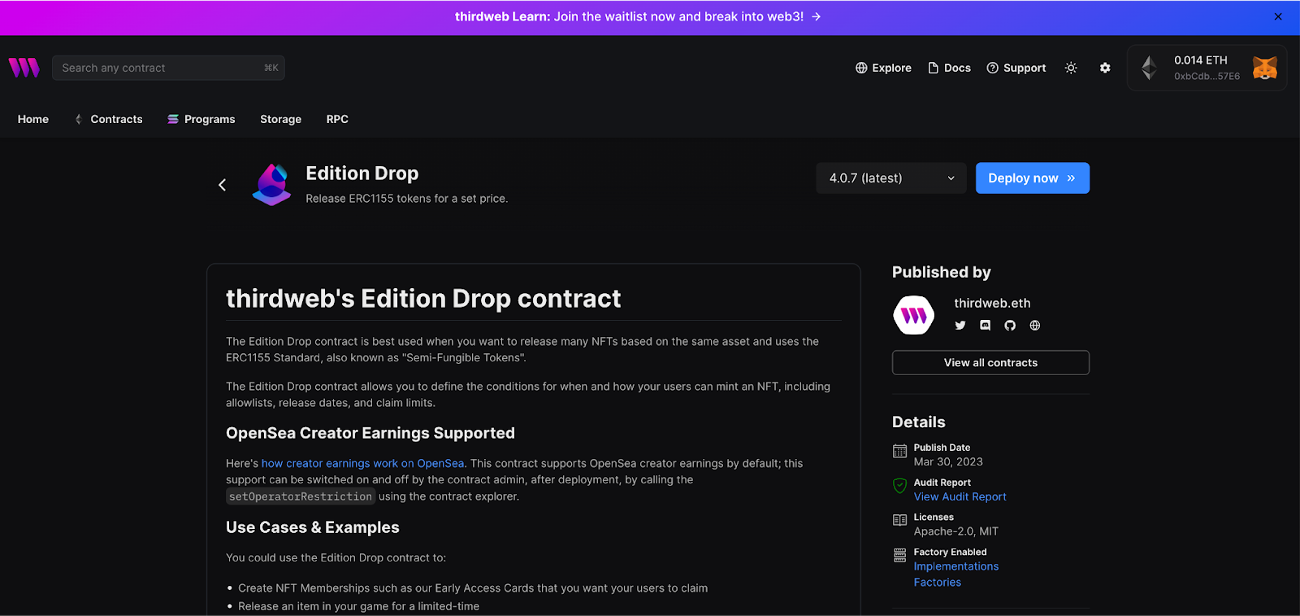 thirdweb Learn: Join the waitlist now and break into web3! →
Search any contract ⌘K
Explore Docs Support
0.014 ETH
0xbCdb...57E6
Home Contracts Programs Storage RPC
Edition Drop
Release ERC1155 tokens for a set price.
4.0.7 (latest)
Deploy now »
thirdweb's Edition Drop contract
The Edition Drop contract is best used when you want to release many NFTs based on the same asset and uses the
ERC1155 Standard, also known as "Semi-Fungible Tokens".
The Edition Drop contract allows you to define the conditions for when and how your users can mint an NFT, including
allowlists, release dates, and claim limits.
OpenSea Creator Earnings Supported
Here's how creator earnings work on OpenSea. This contract supports OpenSea creator earnings by default; this
support can be switched on and off by the contract admin, after deployment, by calling the
setOperatorRestriction using the contract explorer.
Use Cases & Examples
You could use the Edition Drop contract to:
• Create NFT Memberships such as our Early Access Cards that you want your users to claim
• Release an item in your game for a limited-time
Published by
thirdweb.eth
View all contracts
Details
Publish Date
Mar 30, 2023
Audit Report
View Audit Report
Licenses
Apache-2.0, MIT
Factory Enabled
Implementations
Factories